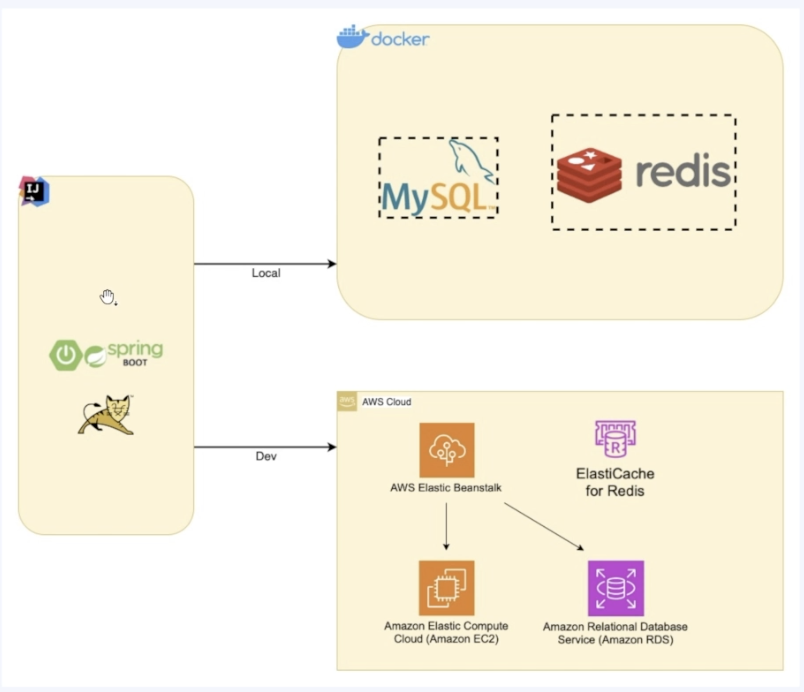 docker
MySQL
redis
IJ
Local
spring
BOOT
Dev
aws
AWS Cloud
AWS Elastic Beanstalk
R
ElastiCache
for Redis
Amazon Elastic Compute
Cloud (Amazon EC2)
Amazon Relational Database
Service (Amazon RDS)